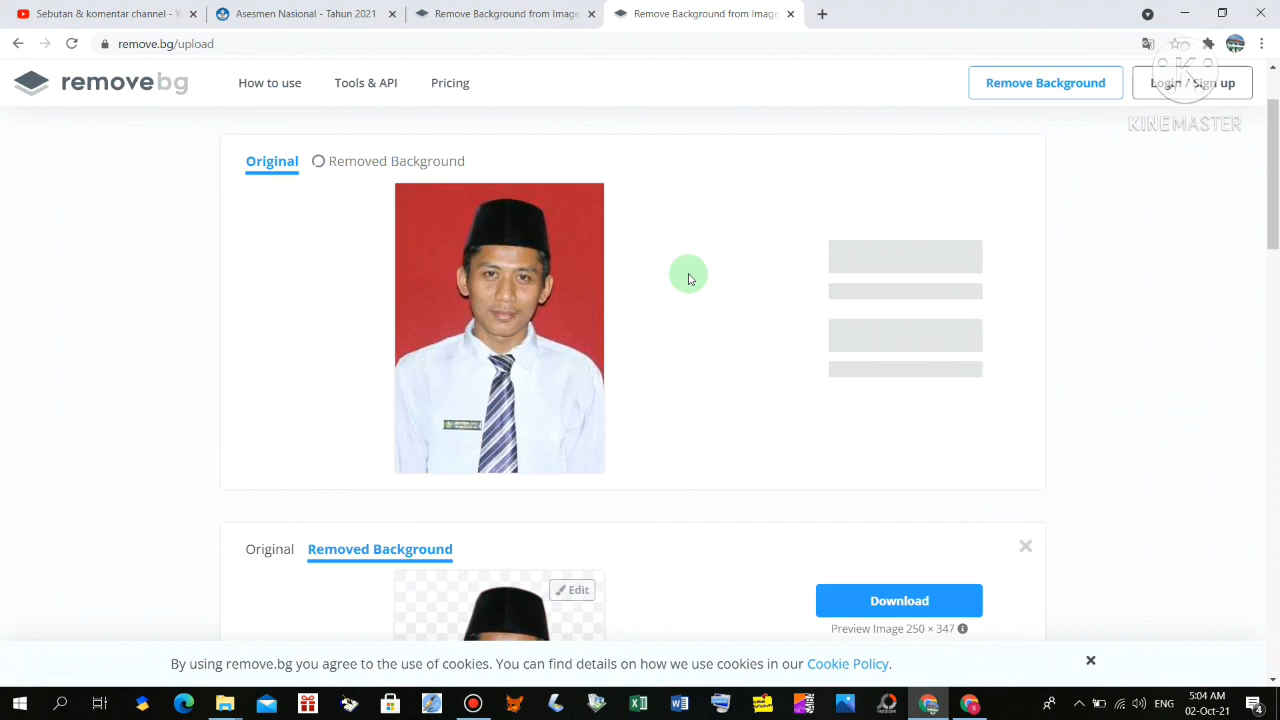 Sebutan & komentar channel - Y
Asesmen Nasional - Tahun 2021
Remove Background from Image
Remove Background from Image
remove.bg/upload
removebg
How to use
Tools & API
Pricing
Remove Background
Login / Sign up
K
KINEMASTER
Original
Removed Background
Original
Removed Background
Edit
Download
Preview Image 250 × 347
By using remove.bg you agree to the use of cookies. You can find details on how we use cookies in our Cookie Policy.
ENG
5:04 AM
02-Oct-21
4